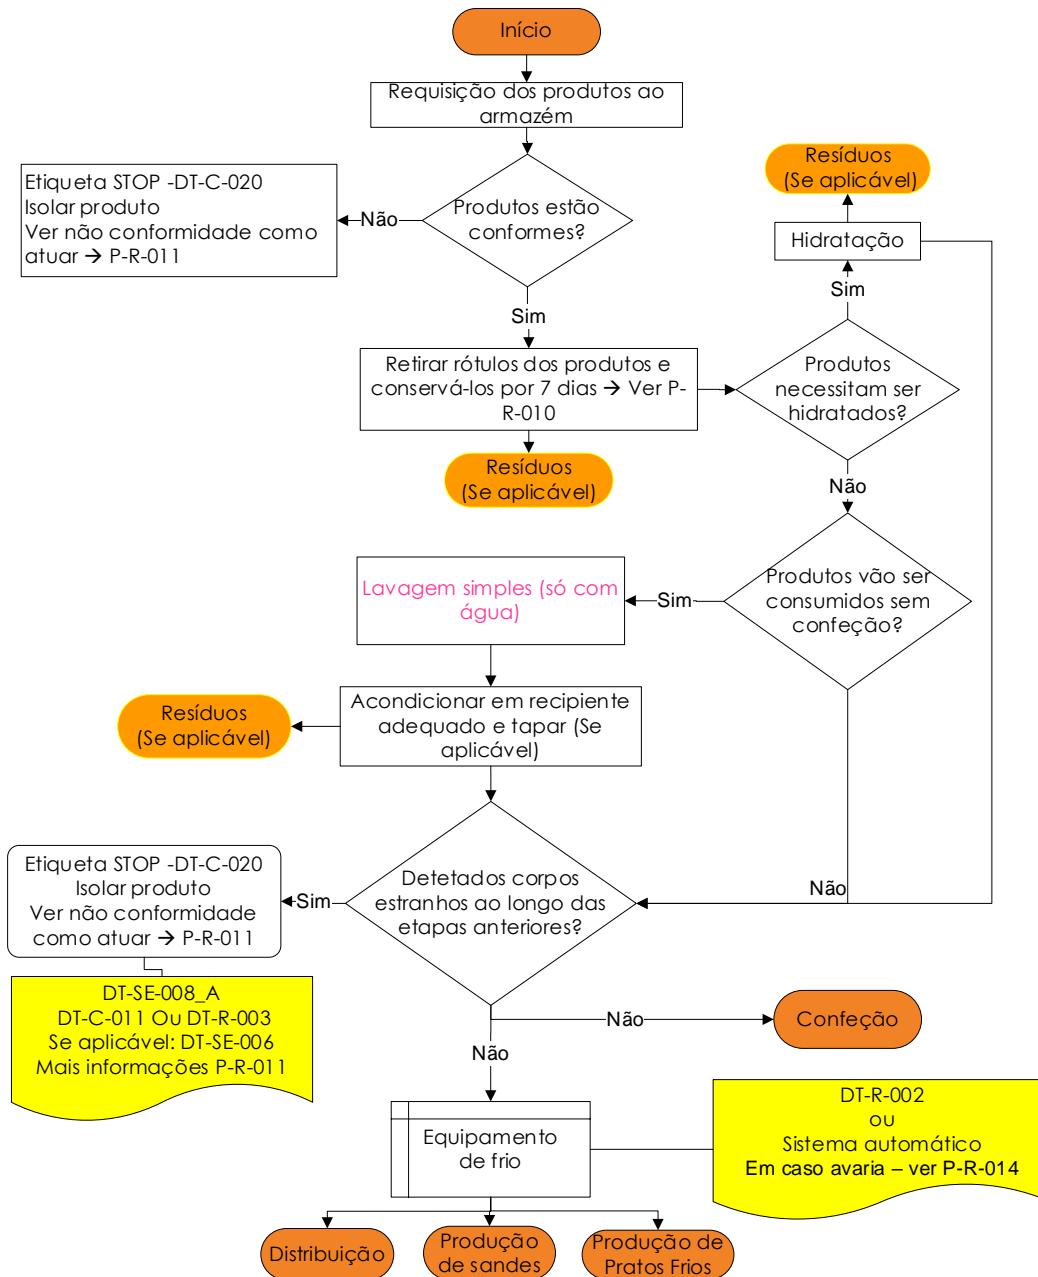 Início
Requisição dos produtos ao
armazém
Resíduos
(Se aplicável)
Etiqueta STOP -DT-C-020
Isolar produto
Ver não conformidade como
atuar → P-R-011
Não
Produtos estão
conformes?
Hidratação
Sim
Sim
Retirar rótulos dos produtos e
conservá-los por 7 dias → Ver P-
R-010
Produtos
necessitam ser
hidratados?
Resíduos
(Se aplicável)
Não
Lavagem simples (só com
água)
Sim
Produtos vão ser
consumidos sem
confeção?
Resíduos
(Se aplicável)
Acondicionar em recipiente
adequado e tapar (Se
aplicável)
Etiqueta STOP -DT-C-020
Isolar produto
Ver não conformidade
como atuar → P-R-011
Sim
Detetados corpos
estranhos ao longo das
etapas anteriores?
Não
DT-SE-008_A
DT-C-011 Ou DT-R-003
Se aplicável: DT-SE-006
Mais informações P-R-011
Não
Confeção
Não
Equipamento
de frio
DT-R-002
ou
Sistema automático
Em caso avaria – ver P-R-014
Distribuição
Produção
de sandes
Produção de
Pratos Frios